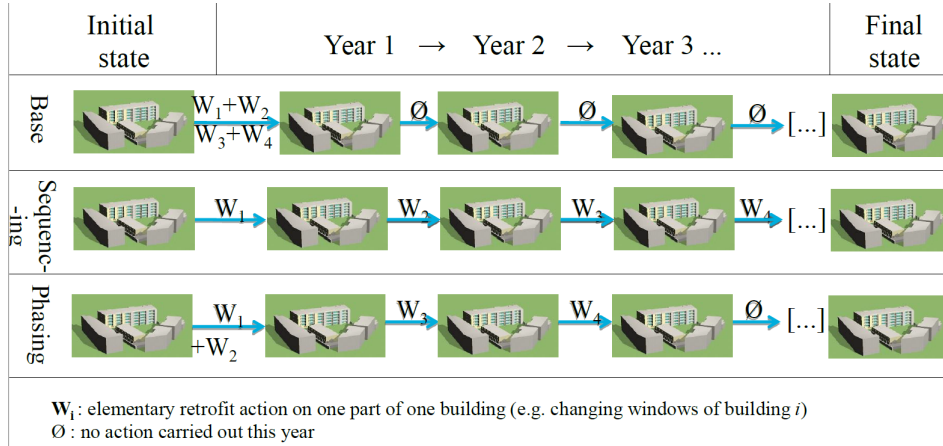 Initial
state
Year 1 → Year 2 → Year 3 ...
Final
state
Base
W₁+W₂
W₃+W₄
Ø
Ø
Ø
[...]
Sequenc-
-ing
W₁
W₂
W₃
W₄
[...]
Phasing
W₁
+W₂
W₃
W₄
Ø
[...]
Wᵢ : elementary retrofit action on one part of one building (e.g. changing windows of building i)
Ø : no action carried out this year